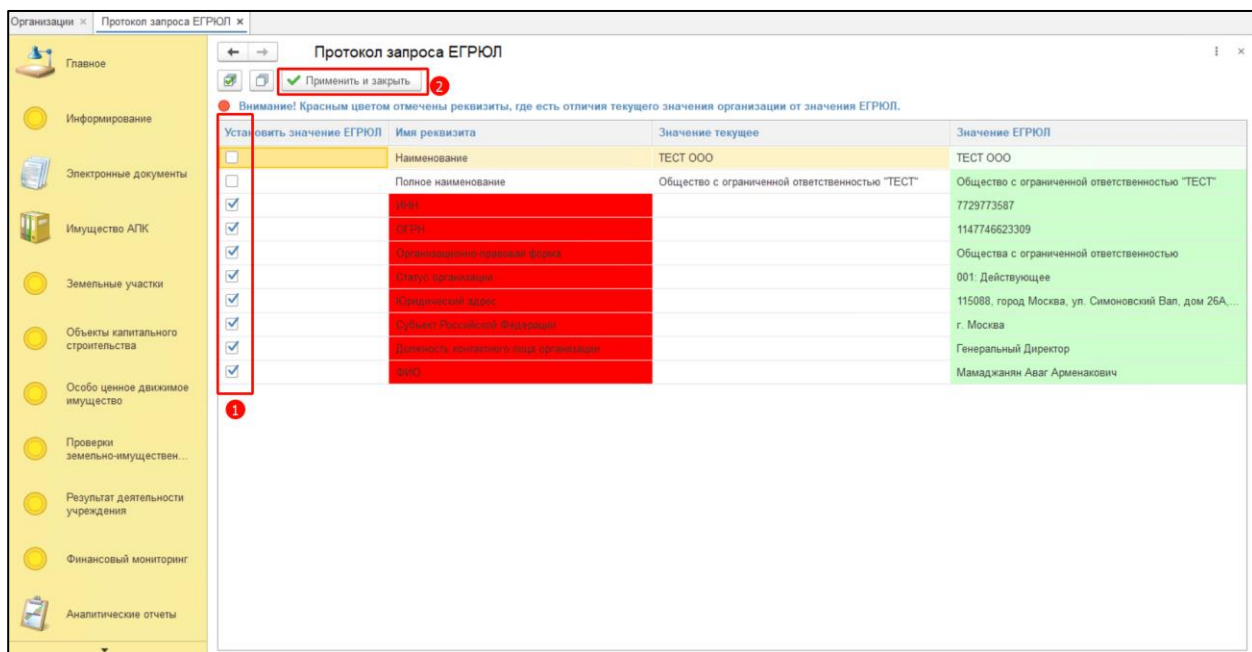 Организации × Протокол запроса ЕГРЮЛ ×
Главное
Информирование
Электронные документы
Имущество АПК
Земельные участки
Объекты капитального
строительства
Особо ценное движимое
имущество
Проверки
земельно-имуществен...
Результат деятельности
учреждения
Финансовый мониторинг
Аналитические отчеты
Протокол запроса ЕГРЮЛ
Применить и закрыть 2
Внимание! Красным цветом отмечены реквизиты, где есть отличия текущего значения организации от значения ЕГРЮЛ.
Установить значение ЕГРЮЛ Имя реквизита Значение текущее Значение ЕГРЮЛ
Наименование ТЕСТ ООО ТЕСТ ООО
Полное наименование Общество с ограниченной ответственностью "ТЕСТ" Общество с ограниченной ответственностью "ТЕСТ"
ИНН 7729773587
ОГРН 1147746623309
Организационно-правовая форма Общества с ограниченной ответственностью
Статус организации 001: Действующее
Юридический адрес 115088, город Москва, ул. Симоновский Вал, дом 26А,...
Субъект Российской Федерации г. Москва
Должность контактного лица организации Генеральный Директор
ФИО Мамаджанян Аваг Арменакович
1